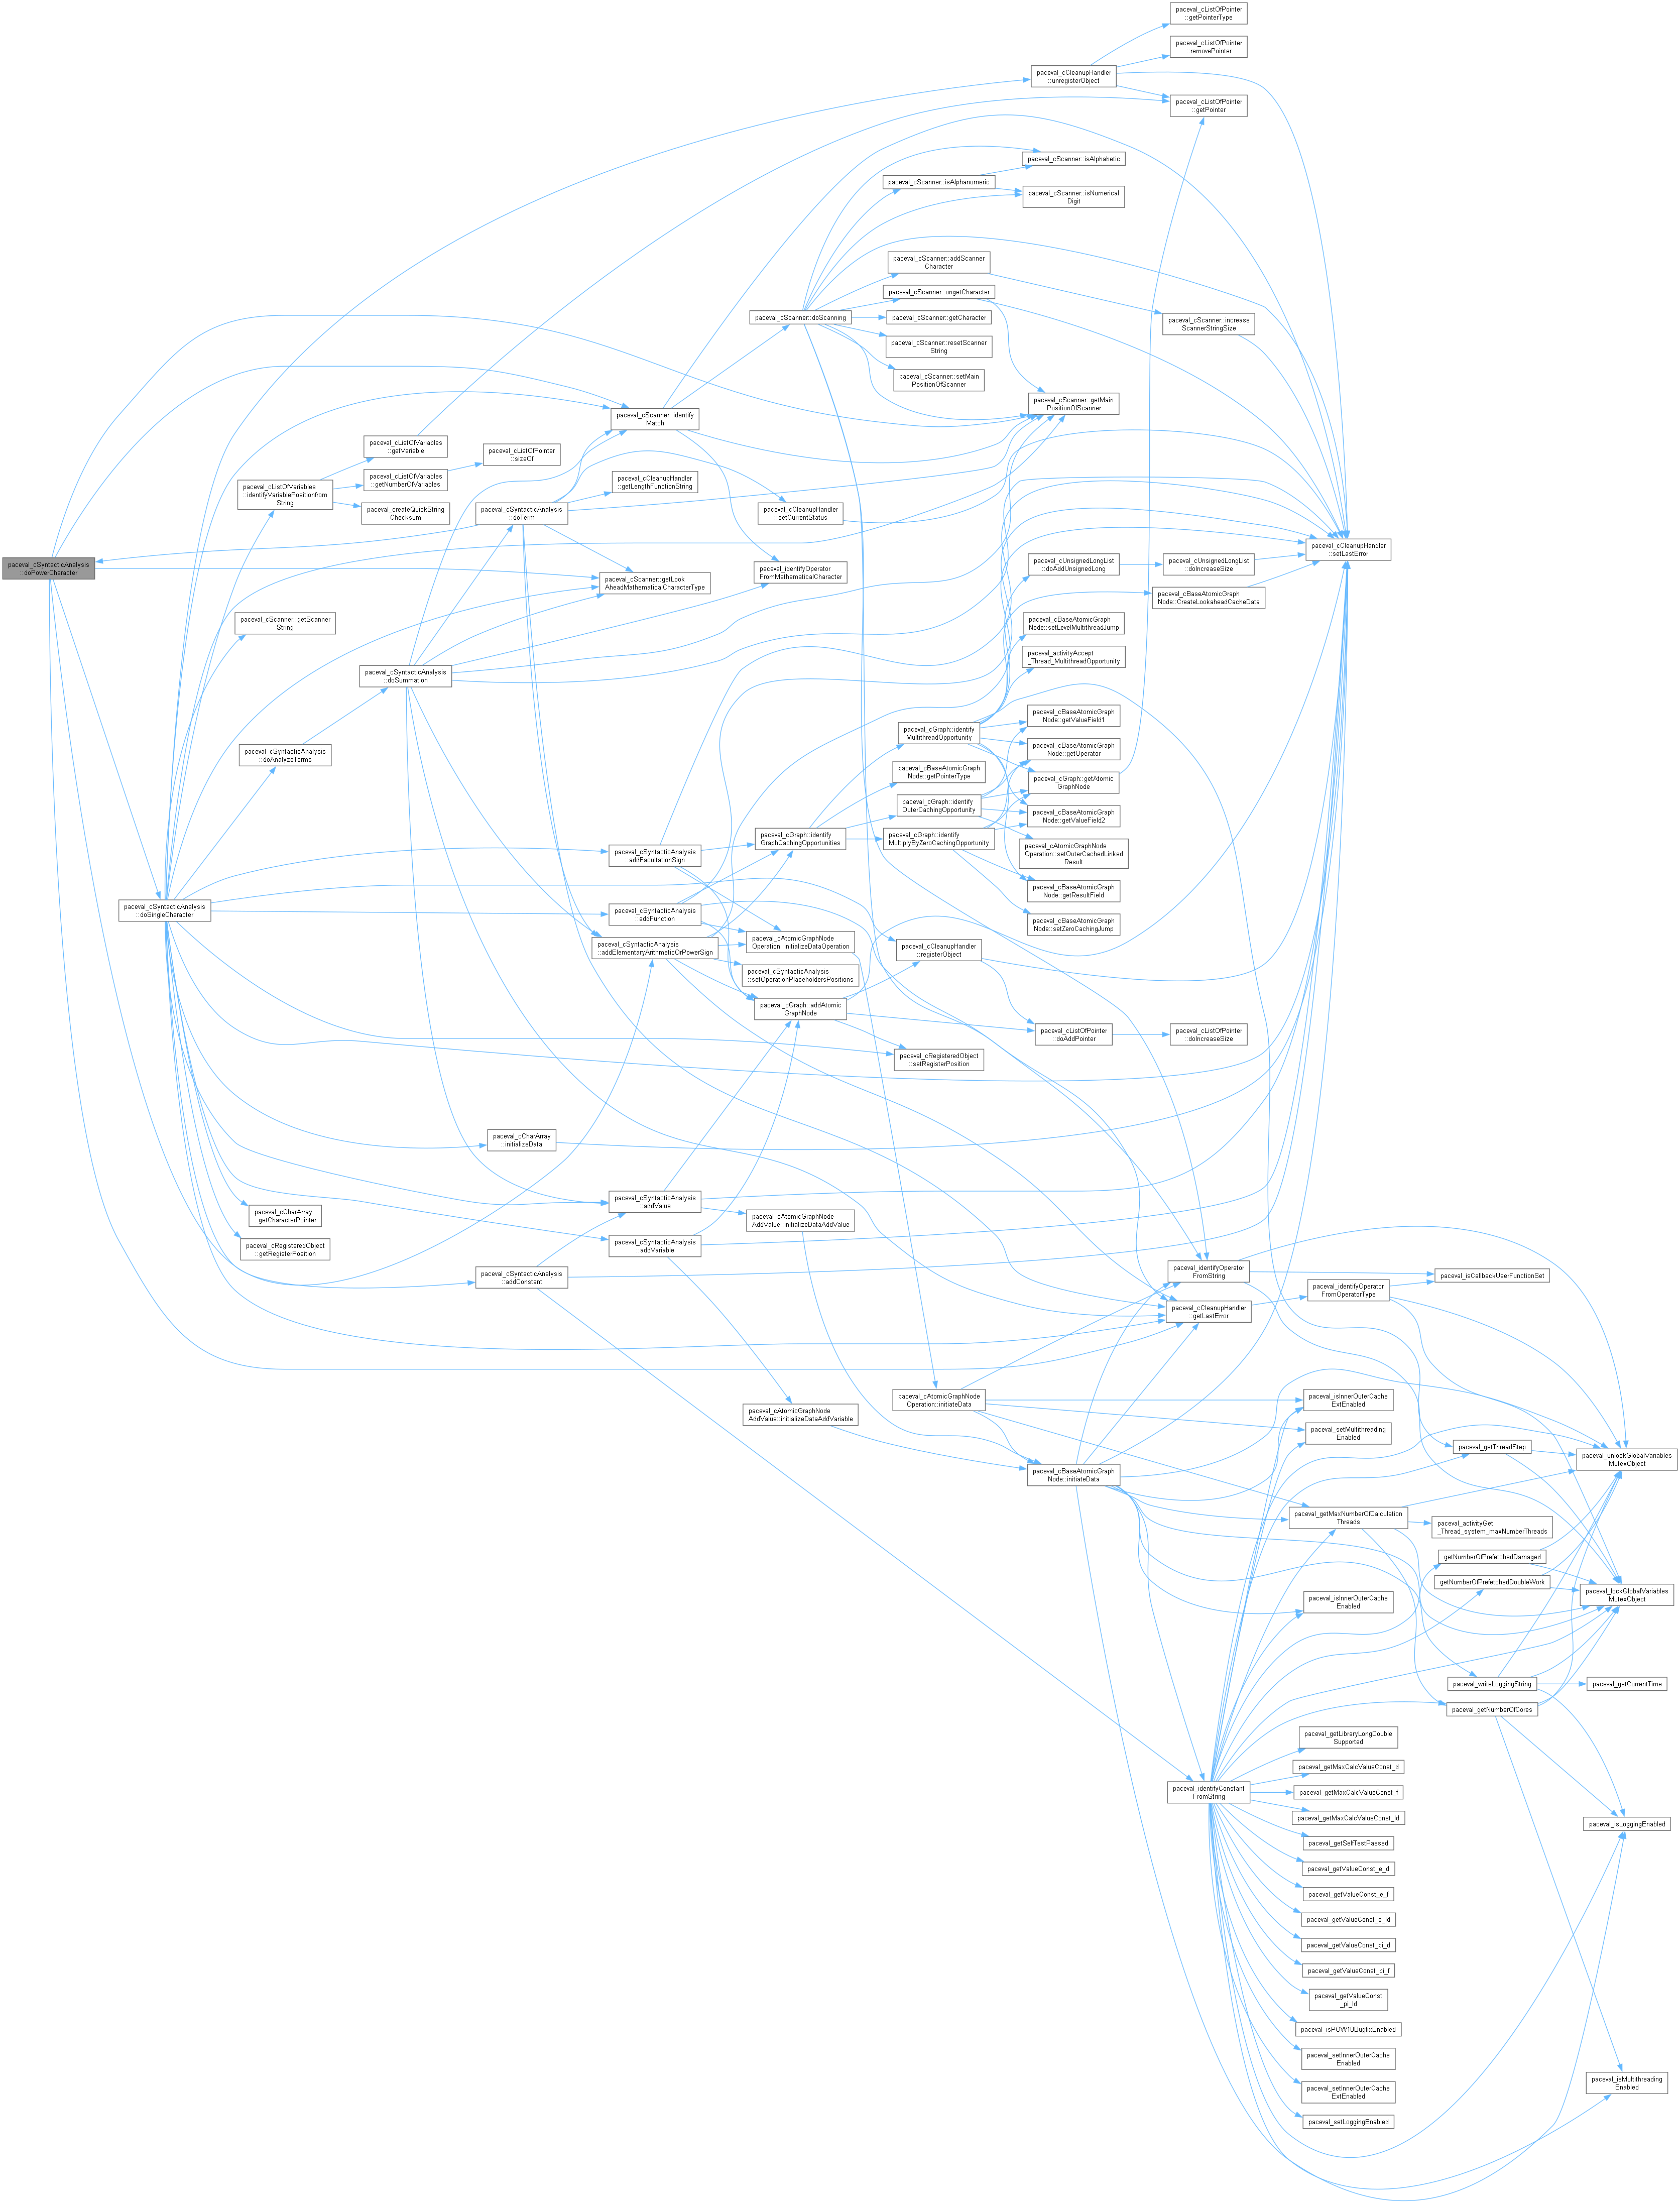 paceval_cListOfPointer
::getPointerType
paceval_cListOfPointer
::removePointer
paceval_cCleanupHandler
::unregisterObject
paceval_cListOfPointer
::getPointer
paceval_cScanner::isAlphabetic
paceval_cScanner::isAlphanumeric
paceval_cScanner::isNumerical
Digit
paceval_cScanner::addScanner
Character
paceval_cScanner::ungetCharacter
paceval_cScanner::doScanning
paceval_cScanner::getCharacter
paceval_cScanner::increase
ScannerStringSize
paceval_cScanner::resetScanner
String
paceval_cScanner::setMain
PositionOfScanner
paceval_cScanner::getMain
PositionOfScanner
paceval_cScanner::identify
Match
paceval_cListOfVariables
::getVariable
paceval_cListOfPointer
::sizeOf
paceval_cListOfVariables
::getNumberOfVariables
paceval_cListOfVariables
::identifyVariablePositionfrom
String
paceval_createQuickString
Checksum
paceval_cCleanupHandler
::getLengthFunctionString
paceval_cSyntacticAnalysis
::doTerm
paceval_cCleanupHandler
::setCurrentStatus
paceval_cCleanupHandler
::setLastError
paceval_cSyntacticAnalysis
::doPowerCharacter
paceval_cScanner::getLook
AheadMathematicalCharacterType
paceval_identifyOperator
FromMathematicalCharacter
paceval_cUnsignedLongList
::doAddUnsignedLong
paceval_cUnsignedLongList
::doIncreaseSize
paceval_cBaseAtomicGraph
Node::CreateLookaheadCacheData
paceval_cScanner::getScanner
String
paceval_cBaseAtomicGraph
Node::setLevelMultithreadJump
paceval_activityAccept
_Thread_MultithreadOpportunity
paceval_cSyntacticAnalysis
::doSummation
paceval_cBaseAtomicGraph
Node::getValueField1
paceval_cGraph::identify
MultithreadOpportunity
paceval_cBaseAtomicGraph
Node::getOperator
paceval_cSyntacticAnalysis
::doAnalyzeTerms
paceval_cBaseAtomicGraph
Node::getPointerType
paceval_cGraph::getAtomic
GraphNode
paceval_cGraph::identify
OuterCachingOpportunity
paceval_cBaseAtomicGraph
Node::getValueField2
paceval_cGraph::identify
GraphCachingOpportunities
paceval_cGraph::identify
MultiplyByZeroCachingOpportunity
paceval_cAtomicGraphNode
Operation::setOuterCachedLinked
Result
paceval_cSyntacticAnalysis
::addFacultationSign
paceval_cBaseAtomicGraph
Node::getResultField
paceval_cSyntacticAnalysis
::doSingleCharacter
paceval_cSyntacticAnalysis
::addFunction
paceval_cBaseAtomicGraph
Node::setZeroCachingJump
paceval_cSyntacticAnalysis
::addElementaryArithmeticOrPowerSign
paceval_cAtomicGraphNode
Operation::initializeDataOperation
paceval_cCleanupHandler
::registerObject
paceval_cSyntacticAnalysis
::setOperationPlaceholdersPositions
paceval_cGraph::addAtomic
GraphNode
paceval_cListOfPointer
::doAddPointer
paceval_cListOfPointer
::doIncreaseSize
paceval_cRegisteredObject
::setRegisterPosition
paceval_cCharArray
::initializeData
paceval_cSyntacticAnalysis
::addValue
paceval_cCharArray
::getCharacterPointer
paceval_cAtomicGraphNode
AddValue::initializeDataAddValue
paceval_cRegisteredObject
::getRegisterPosition
paceval_cSyntacticAnalysis
::addVariable
paceval_cSyntacticAnalysis
::addConstant
paceval_identifyOperator
FromString
paceval_isCallbackUserFunctionSet
paceval_identifyOperator
FromOperatorType
paceval_cCleanupHandler
::getLastError
paceval_cAtomicGraphNode
Operation::initiateData
paceval_isInnerOuterCache
ExtEnabled
paceval_cAtomicGraphNode
AddValue::initializeDataAddVariable
paceval_setMultithreading
Enabled
paceval_getThreadStep
paceval_unlockGlobalVariables
MutexObject
paceval_cBaseAtomicGraph
Node::initiateData
paceval_getMaxNumberOfCalculation
Threads
paceval_activityGet
_Thread_system_maxNumberThreads
getNumberOfPrefetchedDamaged
getNumberOfPrefetchedDoubleWork
paceval_lockGlobalVariables
MutexObject
paceval_isInnerOuterCache
Enabled
paceval_writeLoggingString
paceval_getCurrentTime
paceval_getNumberOfCores
paceval_getLibraryLongDouble
Supported
paceval_getMaxCalcValueConst_d
paceval_identifyConstant
FromString
paceval_getMaxCalcValueConst_f
paceval_getMaxCalcValueConst_ld
paceval_isLoggingEnabled
paceval_getSelfTestPassed
paceval_getValueConst_e_d
paceval_getValueConst_e_f
paceval_getValueConst_e_ld
paceval_getValueConst_pi_d
paceval_getValueConst_pi_f
paceval_getValueConst
_pi_ld
paceval_isPOW10BugfixEnabled
paceval_setInnerOuterCache
Enabled
paceval_isMultithreading
Enabled
paceval_setInnerOuterCache
ExtEnabled
paceval_setLoggingEnabled